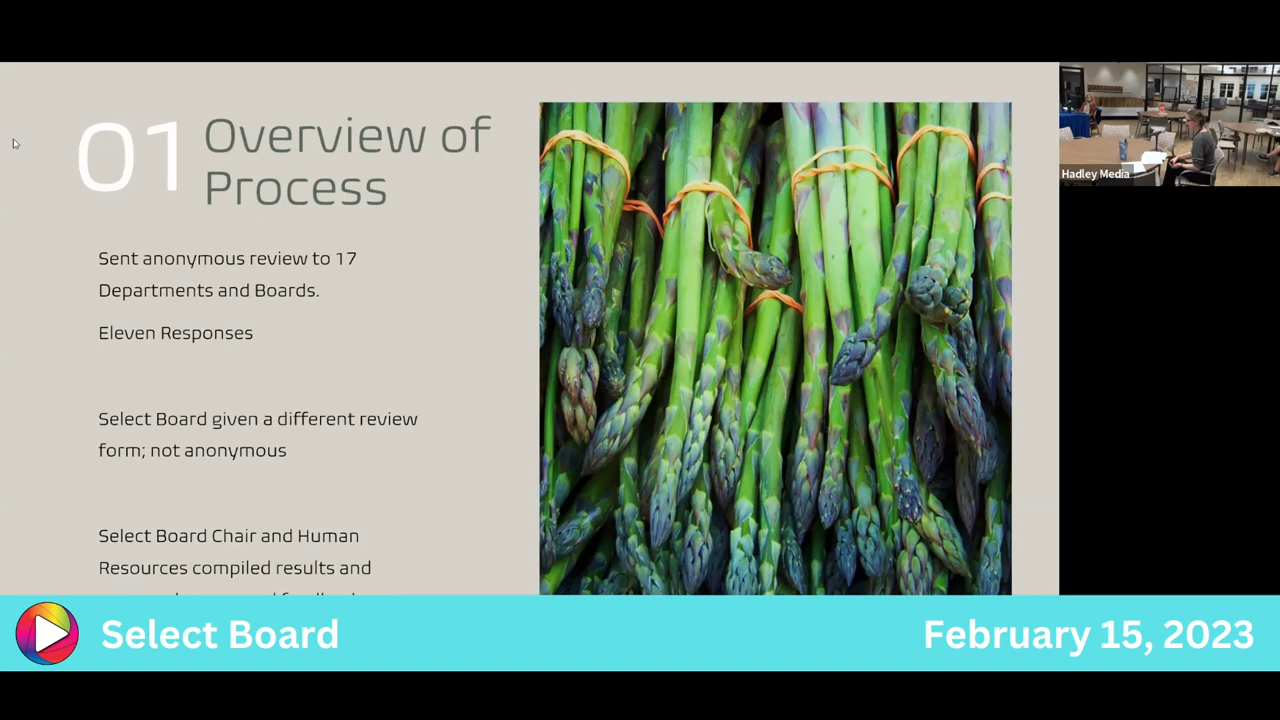 01 Overview of
Process
Sent anonymous review to 17
Departments and Boards.
Eleven Responses
Select Board given a different review
form; not anonymous
Select Board Chair and Human
Resources compiled results and
Hadley Media
Select Board
February 15, 2023